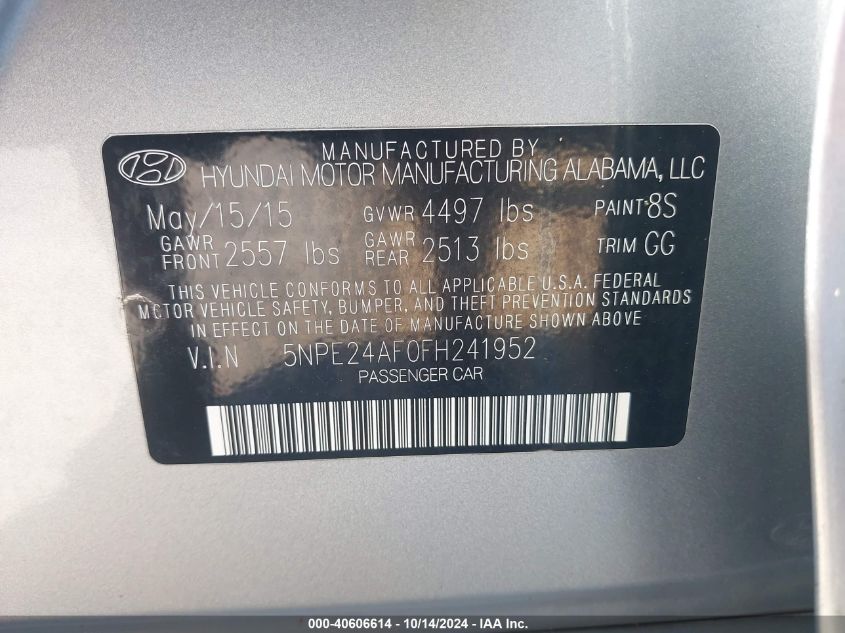 MANUFACTURED BY
HYUNDAI MOTOR MANUFACTURING ALABAMA, LLC
May/15/15 GVWR 4497 lbs PAINT 8S
GAWR FRONT 2557 lbs GAWR REAR 2513 lbs TRIM GG
THIS VEHICLE CONFORMS TO ALL APPLICABLE U.S.A. FEDERAL
MOTOR VEHICLE SAFETY, BUMPER, AND THEFT PREVENTION STANDARDS
IN EFFECT ON THE DATE OF MANUFACTURE SHOWN ABOVE
V.I.N 5NPE24AF0FH241952
PASSENGER CAR
000-40606614 - 10/14/2024 - IAA Inc.